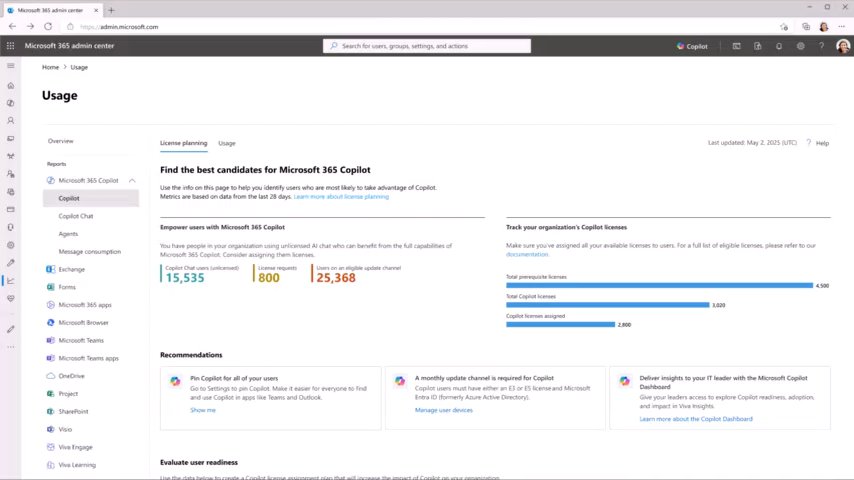 Microsoft 365 admin center
https://admin.microsoft.com
Microsoft 365 admin center
Search for users, groups, settings, and actions
Copilot
Home > Usage
Usage
Overview
Reports
Microsoft 365 Copilot
Copilot
Copilot Chat
Agents
Message consumption
Exchange
Forms
Microsoft 365 apps
Microsoft Browser
Microsoft Teams
Microsoft Teams apps
OneDrive
Project
SharePoint
Visio
Viva Engage
Viva Learning
License planning
Usage
Last updated: May 2, 2025 (UTC)
? Help
Find the best candidates for Microsoft 365 Copilot
Use the info on this page to help you identify users who are most likely to take advantage of Copilot.
Metrics are based on data from the last 28 days. Learn more about license planning
Empower users with Microsoft 365 Copilot
You have people in your organization using unlicensed AI chat who can benefit from the full capabilities of
Microsoft 365 Copilot. Consider assigning them licenses.
Copilot Chat users (unlicensed)
15,535
License requests
800
Users on an eligible update channel
25,368
Track your organization's Copilot licenses
Make sure you've assigned all your available licenses to users. For a full list of eligible licenses, please refer to our
documentation.
Total prerequisite licenses
4,500
Total Copilot licenses
3,020
Copilot licenses assigned
2,800
Recommendations
Pin Copilot for all of your users
Go to Settings to pin Copilot. Make it easier for everyone to find
and use Copilot in apps like Teams and Outlook.
Show me
A monthly update channel is required for Copilot
Copilot users must have either an E3 or E5 license and Microsoft
Entra ID (formerly Azure Active Directory).
Manage user devices
Deliver insights to your IT leader with the Microsoft Copilot
Dashboard
Give your leaders access to explore Copilot readiness, adoption,
and impact in Viva Insights.
Learn more about the Copilot Dashboard
Evaluate user readiness
Use the data below to create a Copilot license assignment plan that will increase the impact of Copilot on your organization.